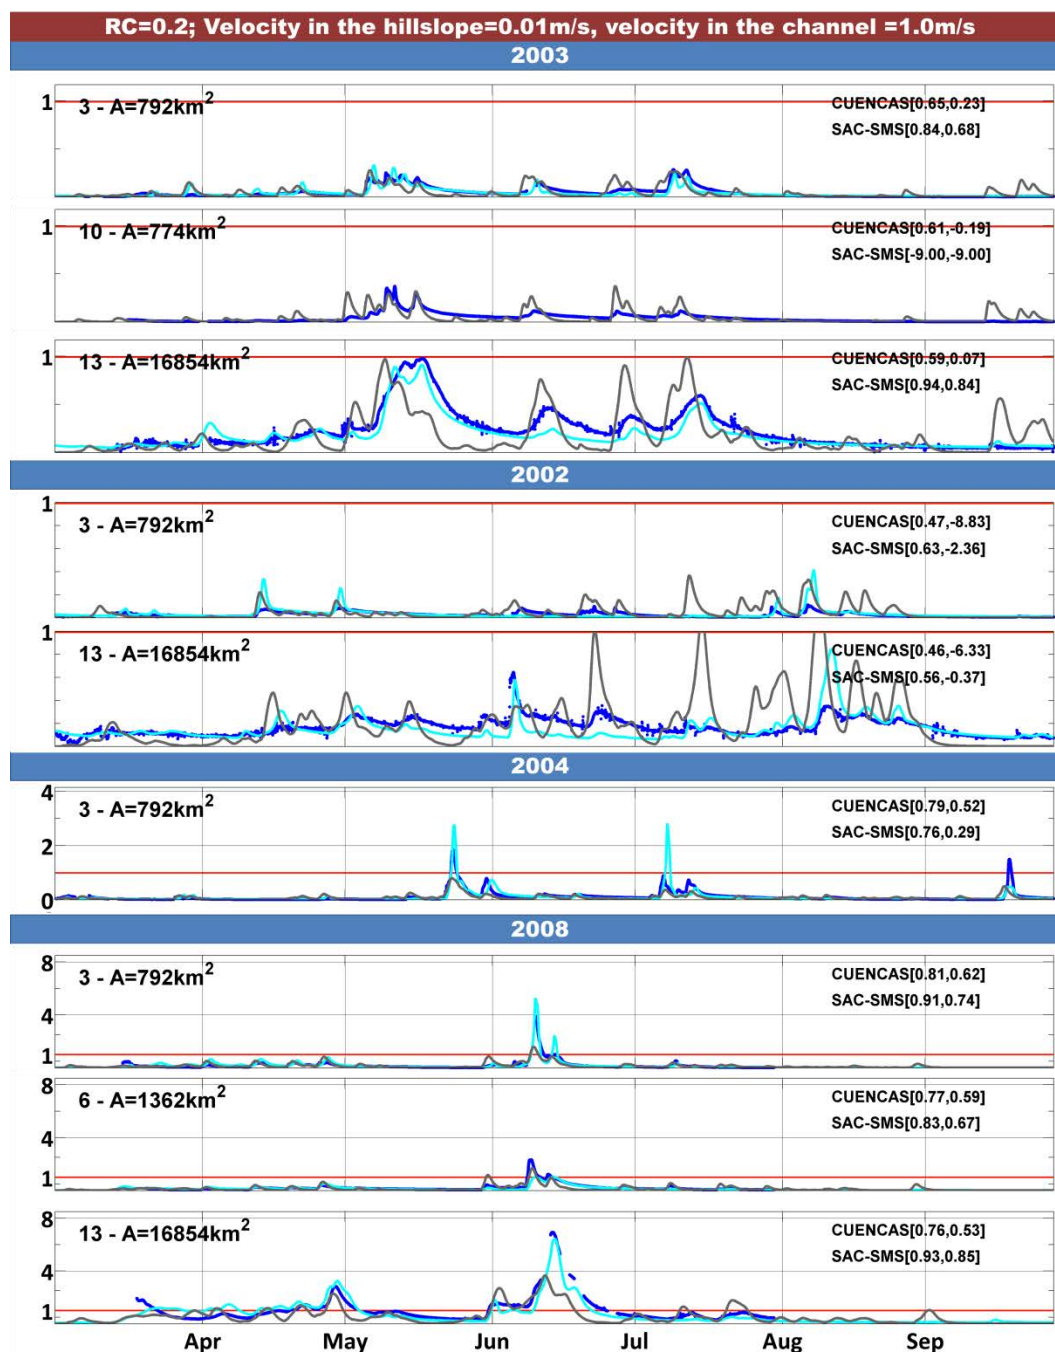 RC=0.2; Velocity in the hillslope=0.01m/s, velocity in the channel =1.0m/s
2003
1
3 - A=792km²
CUENCAS[0.65,0.23]
SAC-SMS[0.84,0.68]
1
10 - A=774km²
CUENCAS[0.61,-0.19]
SAC-SMS[-9.00,-9.00]
1
13 - A=16854km²
CUENCAS[0.59,0.07]
SAC-SMS[0.94,0.84]
2002
1
3 - A=792km²
CUENCAS[0.47,-8.83]
SAC-SMS[0.63,-2.36]
1
13 - A=16854km²
CUENCAS[0.46,-6.33]
SAC-SMS[0.56,-0.37]
2004
4
3 - A=792km²
CUENCAS[0.79,0.52]
SAC-SMS[0.76,0.29]
2
0
2008
8
3 - A=792km²
CUENCAS[0.81,0.62]
SAC-SMS[0.91,0.74]
4
1
8
6 - A=1362km²
CUENCAS[0.77,0.59]
SAC-SMS[0.83,0.67]
4
1
8
13 - A=16854km²
CUENCAS[0.76,0.53]
SAC-SMS[0.93,0.85]
4
1
Apr May Jun Jul Aug Sep